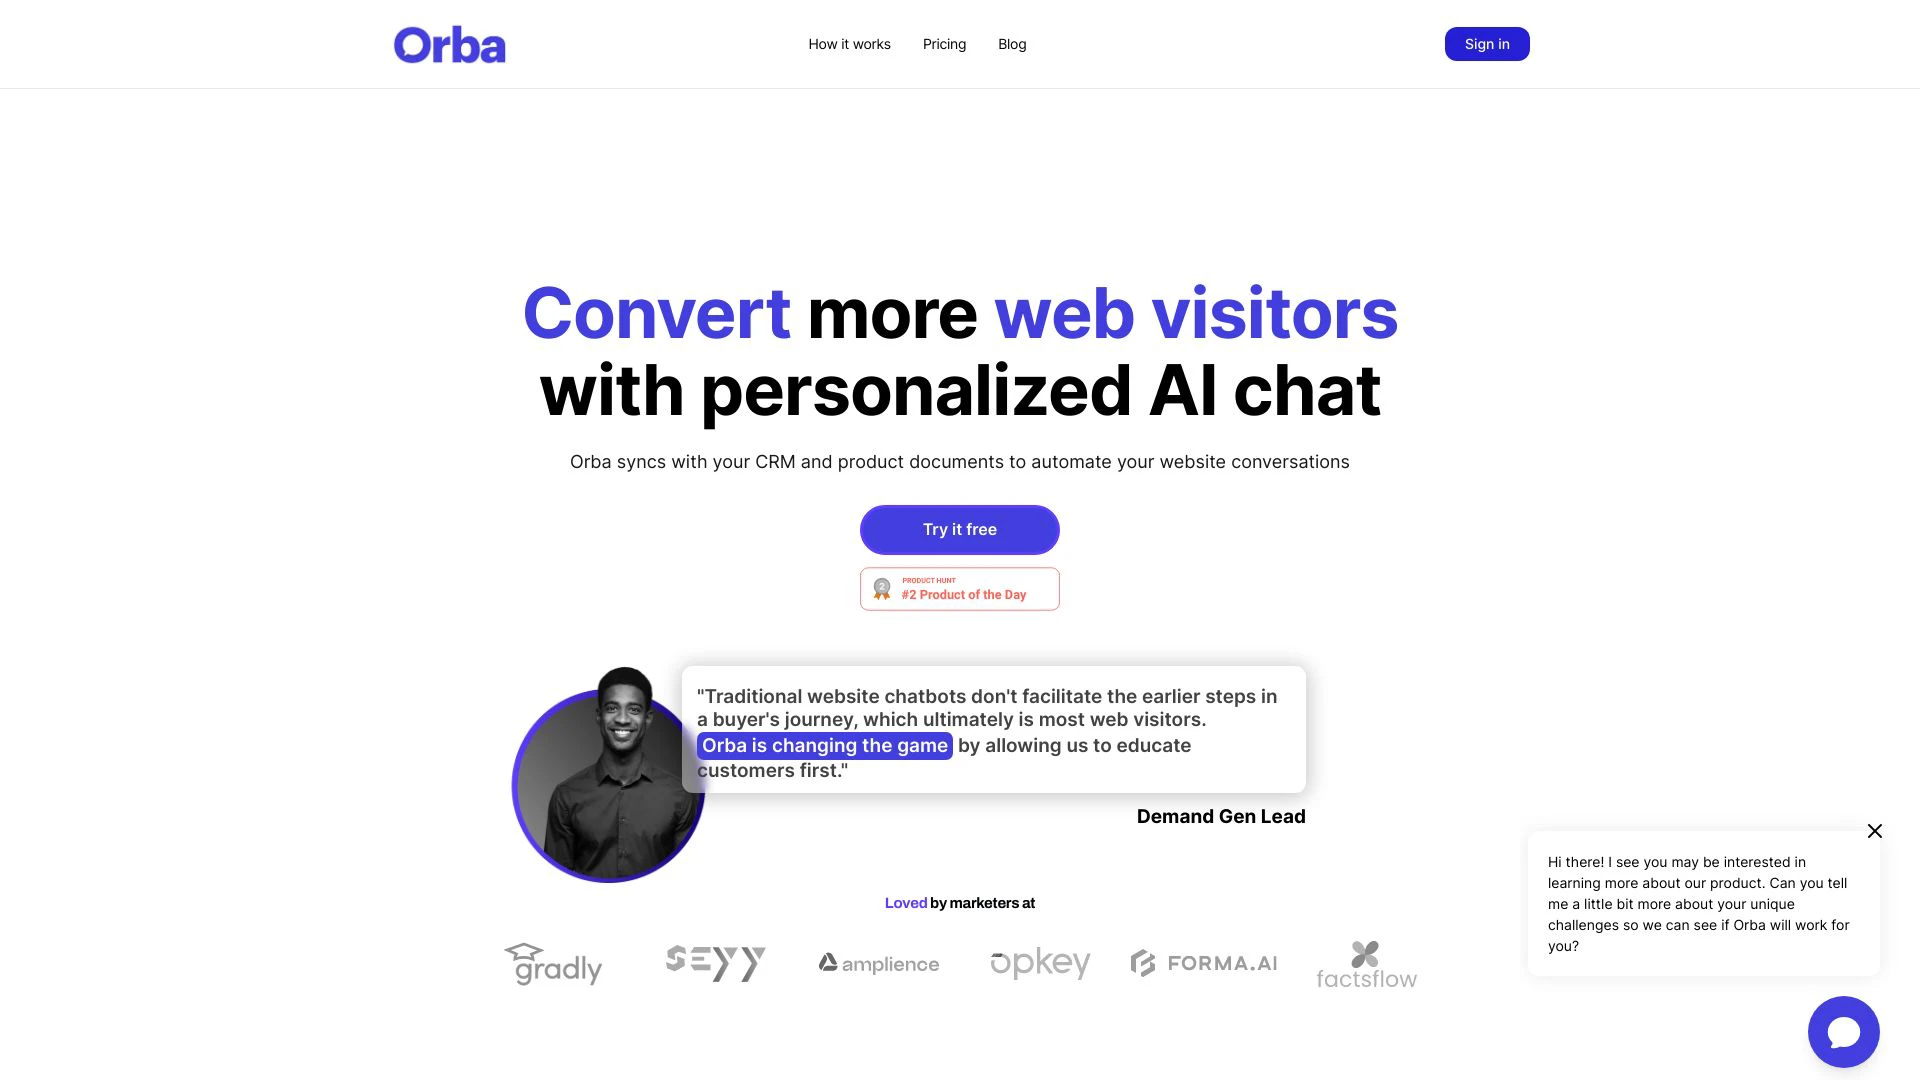 Orba
How it works
Pricing
Blog
Sign in
Convert more web visitors
with personalized AI chat
Orba syncs with your CRM and product documents to automate your website conversations
Try it free
2
PRODUCT HUNT
#2 Product of the Day
"Traditional website chatbots don't facilitate the earlier steps in
a buyer's journey, which ultimately is most web visitors.
Orba is changing the game by allowing us to educate
customers first."
Demand Gen Lead
Loved by marketers at
gradly
SEYY
amplience
opkey
FORMA.AI
factsflow
Hi there! I see you may be interested in
learning more about our product. Can you tell
me a little bit more about your unique
challenges so we can see if Orba will work for
you?